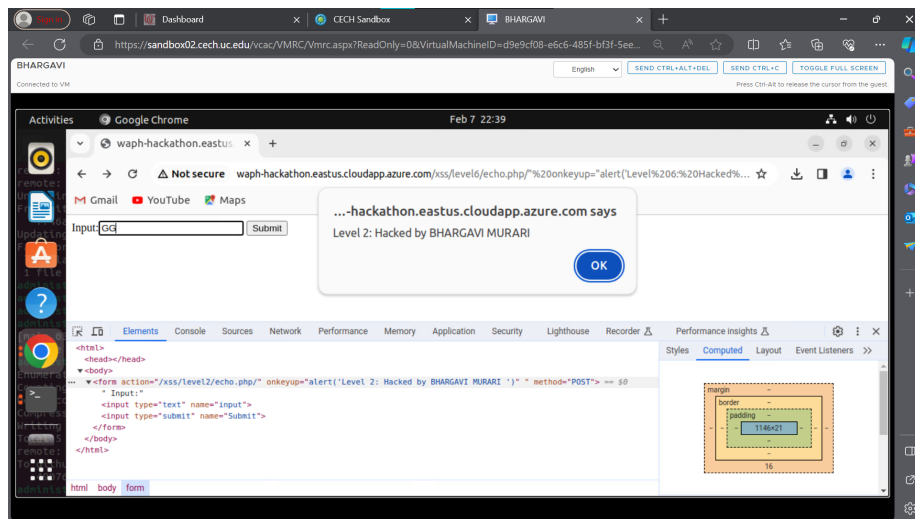 Sign in
Dashboard
CECH Sandbox
BHARGAVI
https://sandbox02.cech.uc.edu/vcac/VMRC/Vmrc.aspx?ReadOnly=0&VirtualMachineID=d9e9cf08-e6c6-485f-bf3f-5ee...
BHARGAVI
English
SEND CTRL+ALT+DEL
SEND CTRL+C
TOGGLE FULL SCREEN
Connected to VM
Press Ctrl-Alt to release the cursor from the guest
Activities
Google Chrome
Feb 7 22:39
waph-hackathon.eastus
Not secure
waph-hackathon.eastus.cloudapp.azure.com/xss/level6/echo.php/"%20onkeyup="alert('Level%206:%20Hacked%...
Gmail
YouTube
Maps
Input:
GG
Submit
...-hackathon.eastus.cloudapp.azure.com says
Level 2: Hacked by BHARGAVI MURARI
OK
Elements Console Sources Network Performance Memory Application Security Lighthouse Recorder Performance insights
<html>
<head></head>
<body>
<form action="/xss/level2/echo.php/" onkeyup="alert('Level 2: Hacked by BHARGAVI MURARI ')" " method="POST"> == $0
" Input:"
<input type="text" name="input">
<input type="submit" name="Submit">
</form>
</body>
</html>
html body form
Styles Computed Layout Event Listeners
margin
border
padding
1146×21
16